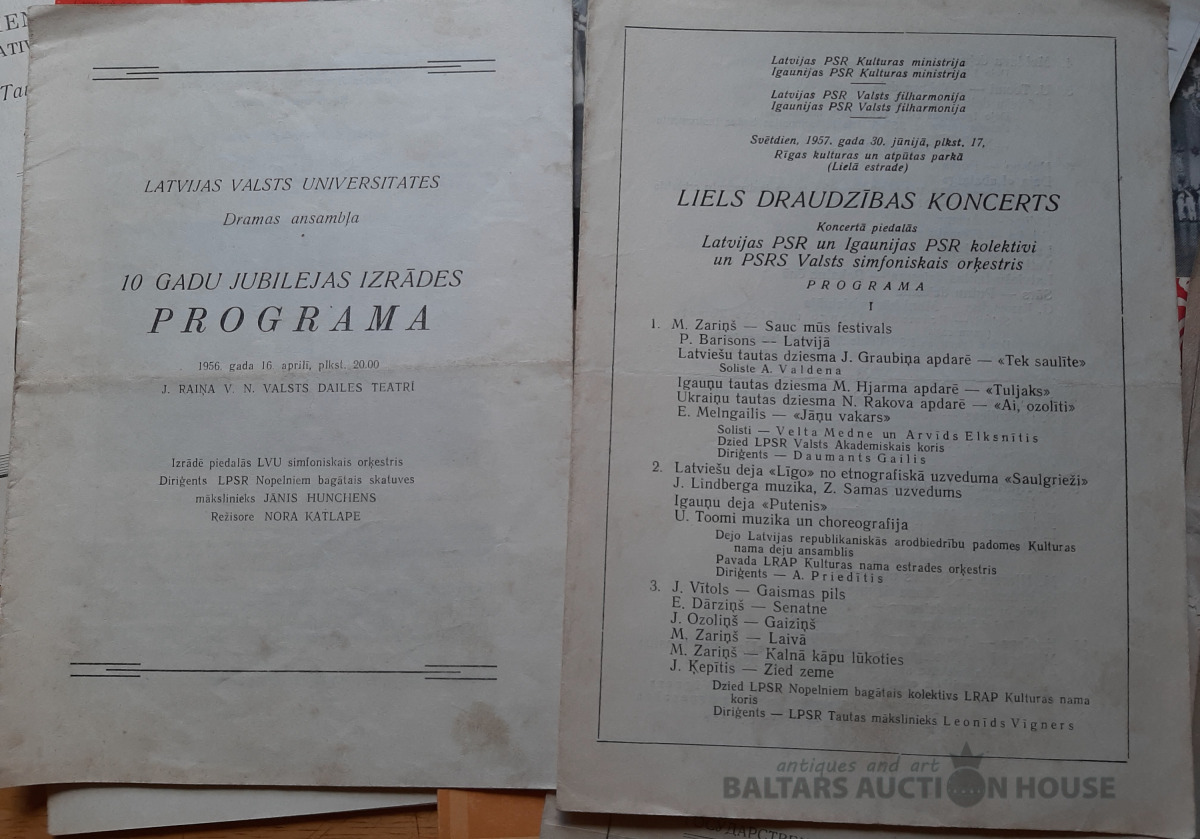 LATVIJAS VALSTS UNIVERSITATES
Dramas ansambļa
10 GADU JUBILEJAS IZRĀDES
PROGRAMA
1956. gada 16. aprilī, plkst. 20.00
J. RAIŅA V. N. VALSTS DAILES TEATRĪ
Izrādē piedalās LVU simfoniskais orķestris
Diriģents LPSR Nopelniem bagātais skatuves
mākslinieks JANIS HUNCHENS
Režisore NORA KATLAPE
Latvijas PSR Kulturas ministrija
Igaunijas PSR Kulturas ministrija
Latvijas PSR Valsts filharmonija
Igaunijas PSR Valsts filharmonija
Svētdien, 1957. gada 30. jūnijā, plkst. 17,
Rīgas kulturas un atpūtas parkā
(Lielā estrade)
LIELS DRAUDZĪBAS KONCERTS
Koncertā piedalās
Latvijas PSR un Igaunijas PSR kolektivi
un PSRS Valsts simfoniskais orķestris
PROGRAMA
I
1. M. Zariņš — Sauc mūs festivals
P. Barisons — Latvijā
Latviešu tautas dziesma J. Graubiņa apdarē — «Tek saulīte»
Soliste A. Valdena
Igauņu tautas dziesma M. Hjarma apdarē — «Tuljaks»
Ukraiņu tautas dziesma N. Rakova apdarē — «Ai, ozolīti»
E. Melngailis — «Jāņu vakars»
Solisti — Velta Medne un Arvīds Elksnītis
Dzied LPSR Valsts Akademiskais koris
Diriģents — Daumants Gailis
2. Latviešu deja «Līgo» no etnografiskā uzveduma «Saulgrieži»
J. Lindberga muzika, Z. Samas uzvedums
Igauņu deja «Putenis»
U. Toomi muzika un choreografija
Dejo Latvijas republikaniskās arodbiedrību padomes Kulturas
nama deju ansamblis
Pavada LRAP Kulturas nama estrades orķestris
Diriģents — A. Priedītis
3. J. Vītols — Gaismas pils
E. Dārziņš — Senatne
J. Ozoliņš — Gaiziņš
M. Zariņš — Laivā
M. Zariņš — Kalnā kāpu lūkoties
J. Ķepītis — Zied zeme
Dzied LPSR Nopelniem bagātais kolektivs LRAP Kulturas nama
koris
Diriģents — LPSR Tautas mākslinieks Leonīds Vigners
antiques and art
BALTARS AUCTION HOUSE